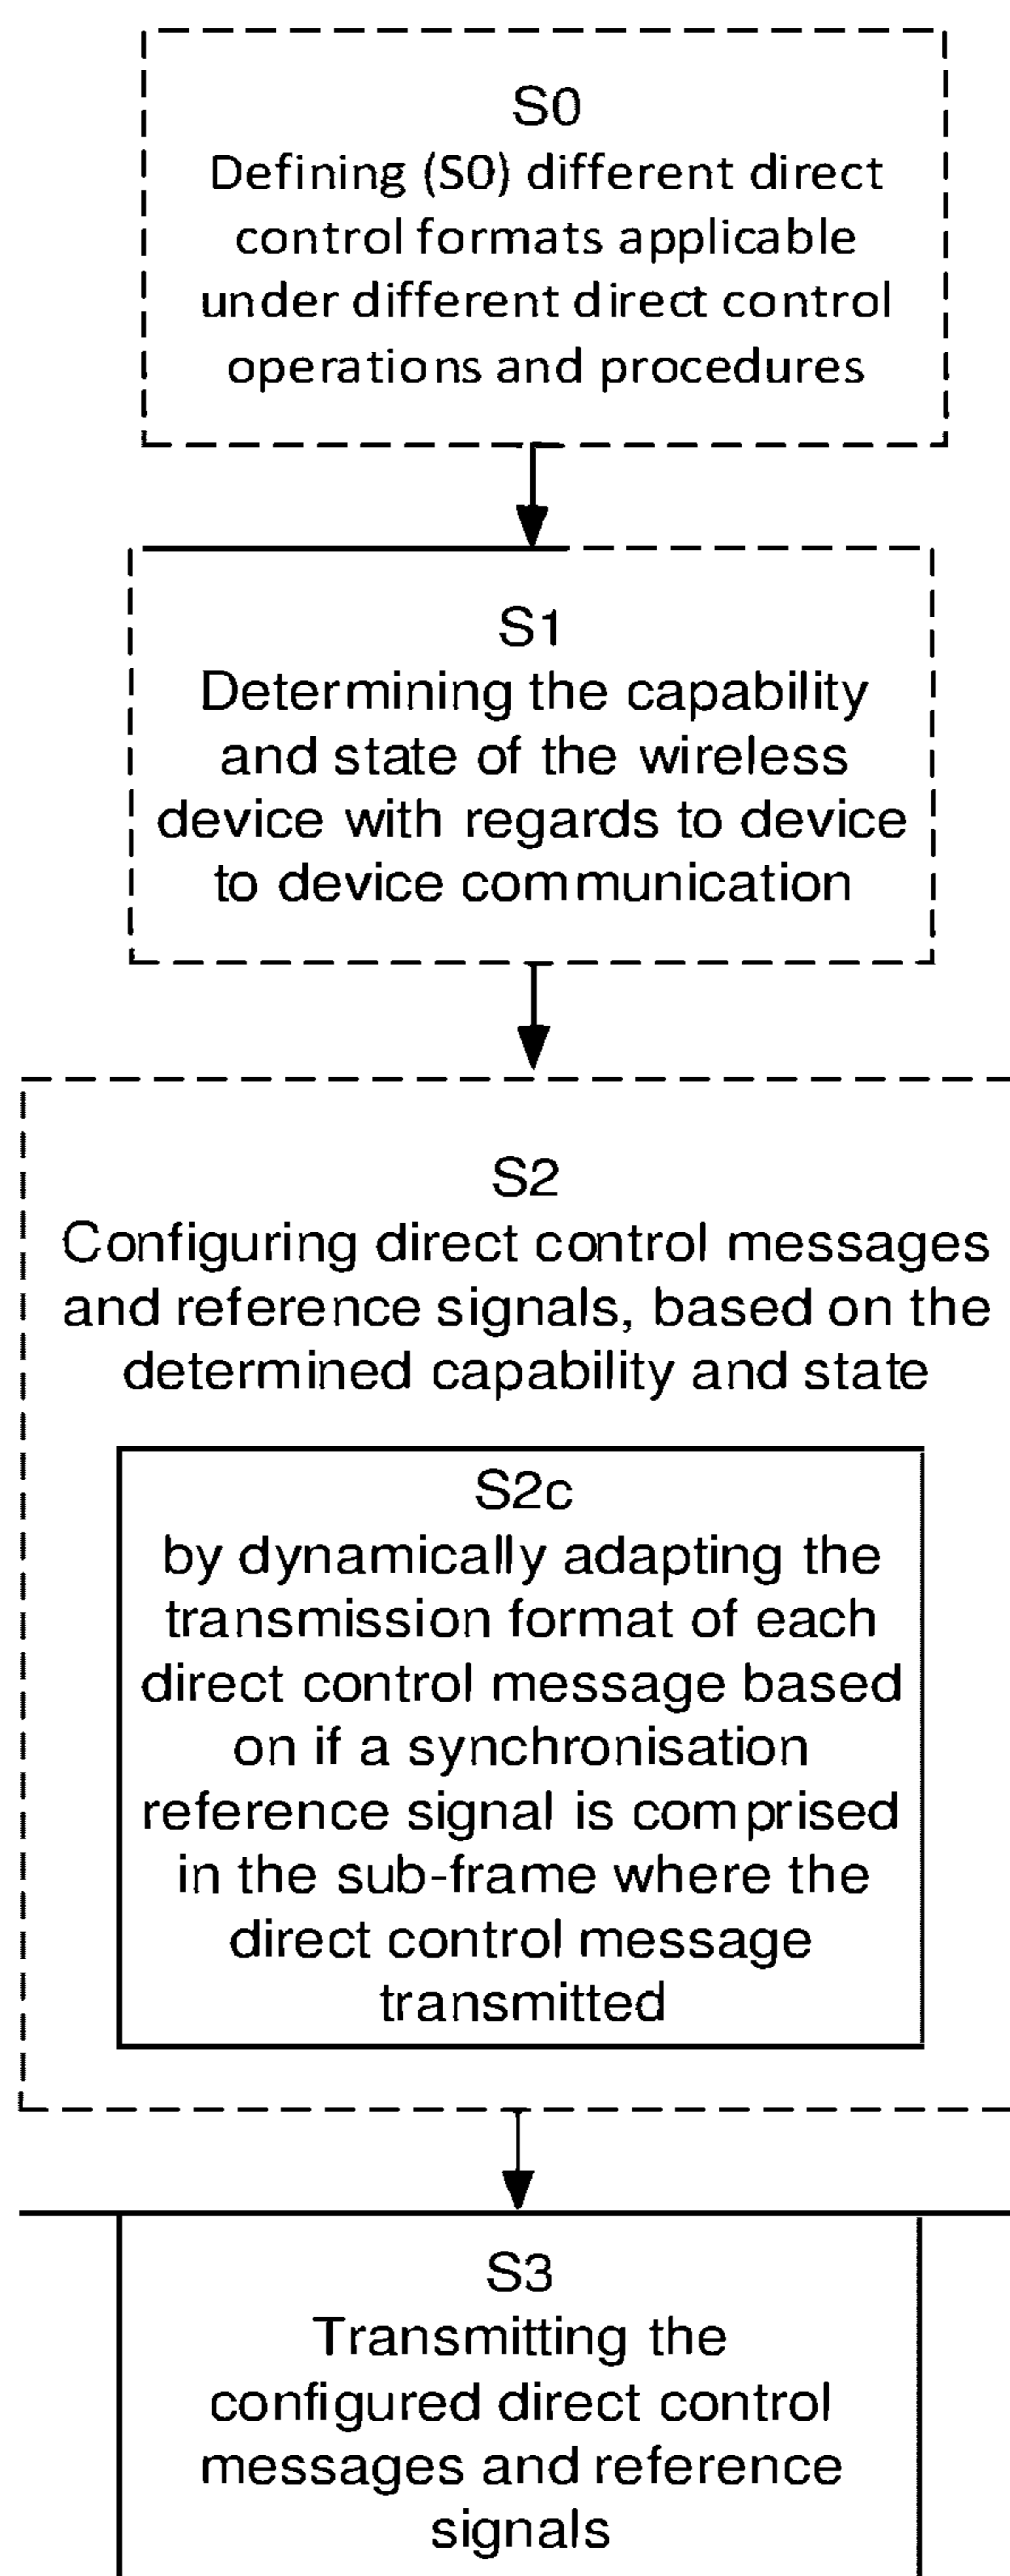 S0
Defining (S0) different direct
control formats applicable
under different direct control
operations and procedures
S1
Determining the capability
and state of the wireless
device with regards to device
to device communication
S2
Configuring direct control messages
and reference signals, based on the
determined capability and state
S2c
by dynamically adapting the
transmission format of each
direct control message based
on if a synchronisation
reference signal is comprised
in the sub-frame where the
direct control message
transmitted
S3
Transmitting the
configured direct control
messages and reference
signals